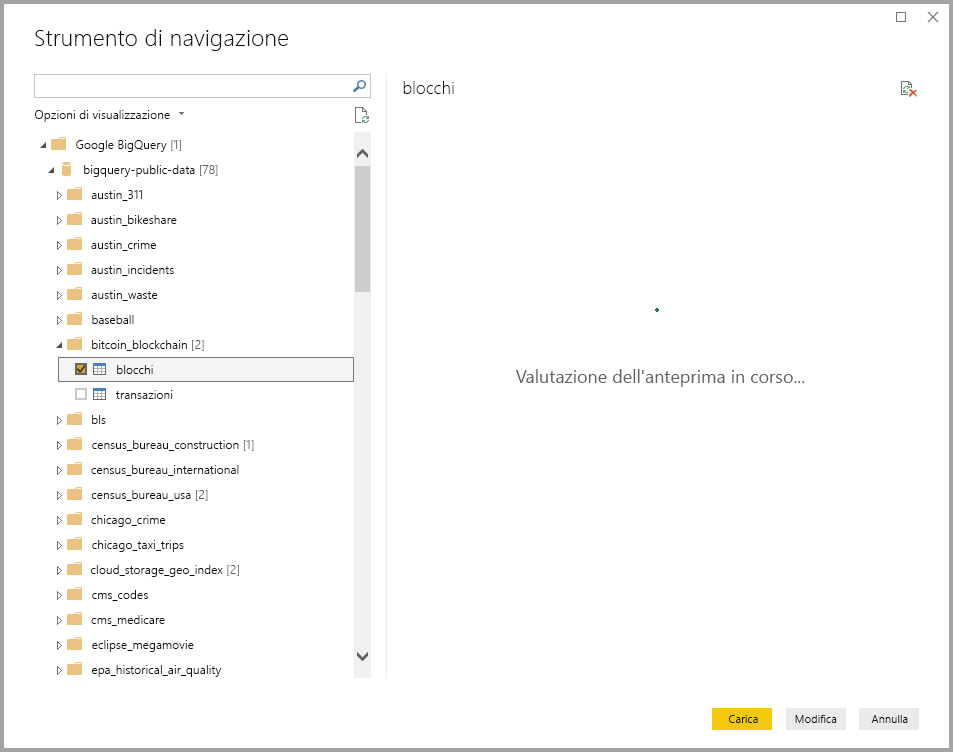 Strumento di navigazione
Opzioni di visualizzazione
Google BigQuery [1]
bigquery-public-data [78]
austin_311
austin_bikeshare
austin_crime
austin_incidents
austin_waste
baseball
bitcoin_blockchain [2]
blocchi
transazioni
bls
census_bureau_construction [1]
census_bureau_international
census_bureau_usa [2]
chicago_crime
chicago_taxi_trips
cloud_storage_geo_index [2]
cms_codes
cms_medicare
eclipse_megamovie
epa_historical_air_quality
blocchi
Valutazione dell'anteprima in corso...
Carica
Modifica
Annulla